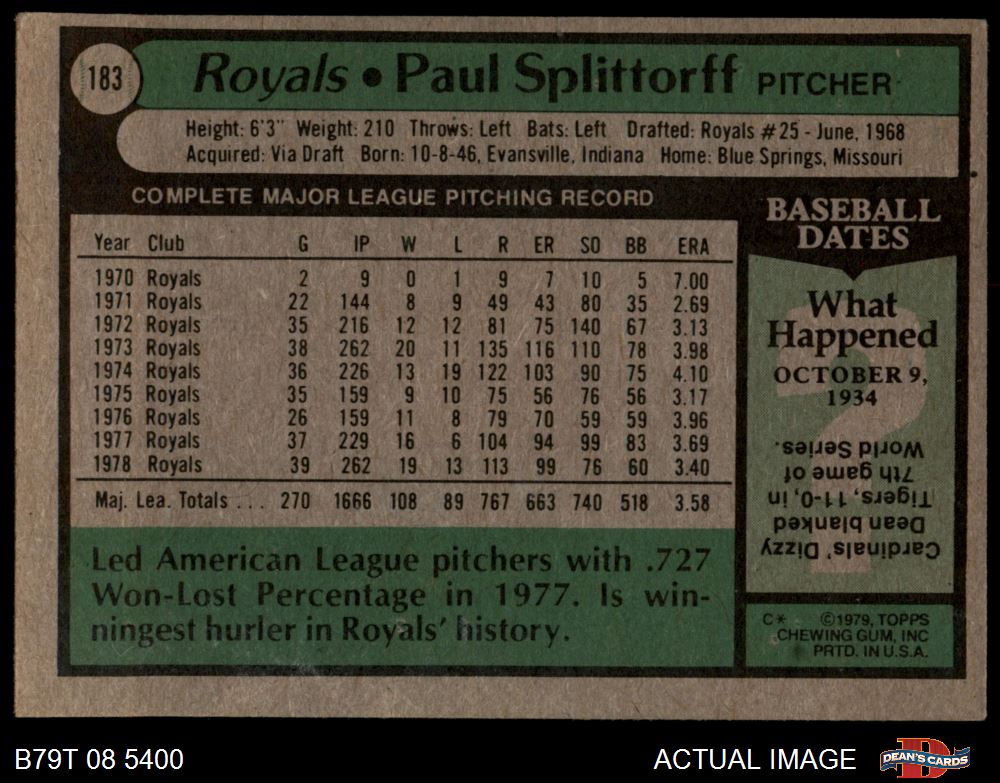 183
Royals • Paul Splittorff PITCHER
Height: 6'3" Weight: 210 Throws: Left Bats: Left Drafted: Royals #25 - June, 1968
Acquired: Via Draft Born: 10-8-46, Evansville, Indiana Home: Blue Springs, Missouri
COMPLETE MAJOR LEAGUE PITCHING RECORD
Year Club G IP W L R ER SO BB ERA
1970 Royals 2 9 0 1 9 7 10 5 7.00
1971 Royals 22 144 8 9 49 43 80 35 2.69
1972 Royals 35 216 12 12 81 75 140 67 3.13
1973 Royals 38 262 20 11 135 116 110 78 3.98
1974 Royals 36 226 13 19 122 103 90 75 4.10
1975 Royals 35 159 9 10 75 56 76 56 3.17
1976 Royals 26 159 11 8 79 70 59 59 3.96
1977 Royals 37 229 16 6 104 94 99 83 3.69
1978 Royals 39 262 19 13 113 99 76 60 3.40
Maj. Lea. Totals ... 270 1666 108 89 767 663 740 518 3.58
Led American League pitchers with .727
Won-Lost Percentage in 1977. Is win-
ningest hurler in Royals' history.
BASEBALL
DATES
What
Happened
OCTOBER 9,
1934
Cardinals' Dizzy
Dean blanked
Tigers, 11-0, in
7th game of
World Series.
C* ©1979, TOPPS
CHEWING GUM, INC
PRTD. IN U.S.A.
B79T 08 5400
ACTUAL IMAGE
DEAN'S CARDS